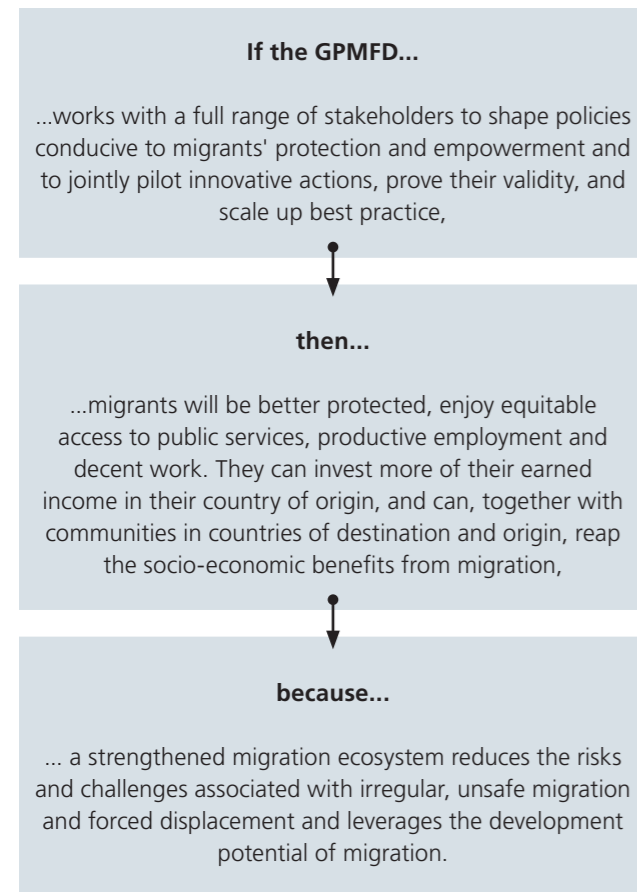 If the GPMFD...
...works with a full range of stakeholders to shape policies
conducive to migrants' protection and empowerment and
to jointly pilot innovative actions, prove their validity, and
scale up best practice,
then...
...migrants will be better protected, enjoy equitable
access to public services, productive employment and
decent work. They can invest more of their earned
income in their country of origin, and can, together with
communities in countries of destination and origin, reap
the socio-economic benefits from migration,
because...
... a strengthened migration ecosystem reduces the risks
and challenges associated with irregular, unsafe migration
and forced displacement and leverages the development
potential of migration.